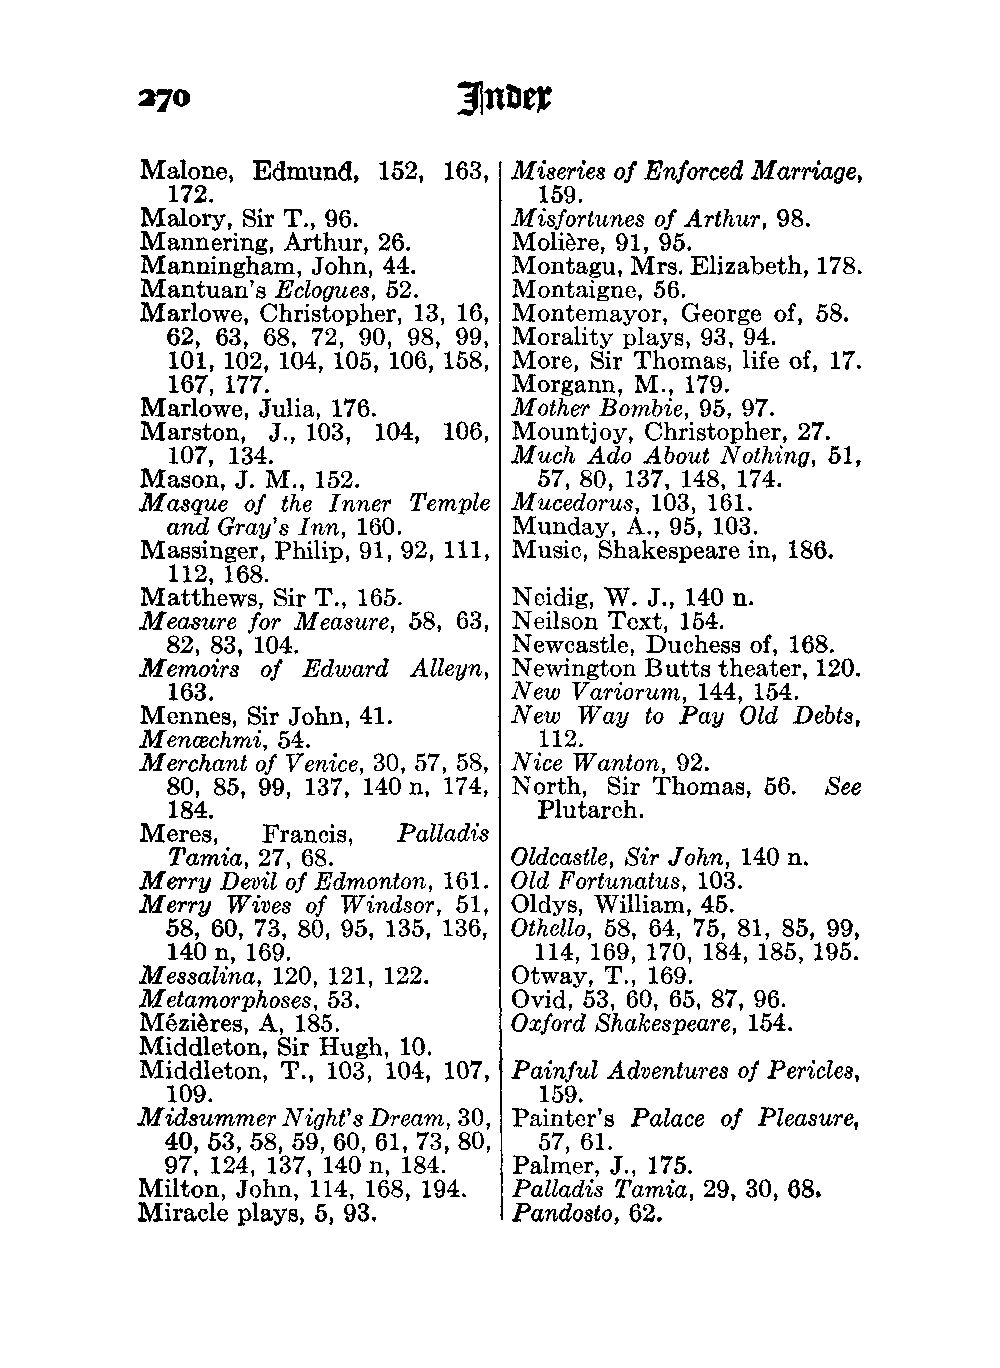 270 Index
Malone, Edmund, 152, 163,
172.
Malory, Sir T., 96.
Mannering, Arthur, 26.
Manningham, John, 44.
Mantuan's Eclogues, 52.
Marlowe, Christopher, 13, 16,
62, 63, 68, 72, 90, 98, 99,
101, 102, 104, 105, 106, 158,
167, 177.
Marlowe, Julia, 176.
Marston, J., 103, 104, 106,
107, 134.
Mason, J. M., 152.
Masque of the Inner Temple
and Gray's Inn, 160.
Massinger, Philip, 91, 92, 111,
112, 168.
Matthews, Sir T., 165.
Measure for Measure, 58, 63,
82, 83, 104.
Memoirs of Edward Alleyn,
163.
Mennes, Sir John, 41.
Menœchmi, 54.
Merchant of Venice, 30, 57, 58,
80, 85, 99, 137, 140 n, 174,
184.
Meres, Francis, Palladis
Tamia, 27, 68.
Merry Devil of Edmonton, 161.
Merry Wives of Windsor, 51,
58, 60, 73, 80, 95, 135, 136,
140 n, 169.
Messalina, 120, 121, 122.
Metamorphoses, 53.
Mézières, A, 185.
Middleton, Sir Hugh, 10.
Middleton, T., 103, 104, 107,
109.
Midsummer Night's Dream, 30,
40, 53, 58, 59, 60, 61, 73, 80,
97, 124, 137, 140 n, 184.
Milton, John, 114, 168, 194.
Miracle plays, 5, 93.
Miseries of Enforced Marriage,
159.
Misfortunes of Arthur, 98.
Molière, 91, 95.
Montagu, Mrs. Elizabeth, 178.
Montaigne, 56.
Montemayor, George of, 58.
Morality plays, 93, 94.
More, Sir Thomas, life of, 17.
Morgann, M., 179.
Mother Bombie, 95, 97.
Mountjoy, Christopher, 27.
Much Ado About Nothing, 51,
57, 80, 137, 148, 174.
Mucedorus, 103, 161.
Munday, A., 95, 103.
Music, Shakespeare in, 186.
Neidig, W. J., 140 n.
Neilson Text, 154.
Newcastle, Duchess of, 168.
Newington Butts theater, 120.
New Variorum, 144, 154.
New Way to Pay Old Debts,
112.
Nice Wanton, 92.
North, Sir Thomas, 56. See
Plutarch.
Oldcastle, Sir John, 140 n.
Old Fortunatus, 103.
Oldys, William, 45.
Othello, 58, 64, 75, 81, 85, 99,
114, 169, 170, 184, 185, 195.
Otway, T., 169.
Ovid, 53, 60, 65, 87, 96.
Oxford Shakespeare, 154.
Painful Adventures of Pericles,
159.
Painter's Palace of Pleasure,
57, 61.
Palmer, J., 175.
Palladis Tamia, 29, 30, 68.
Pandosto, 62.